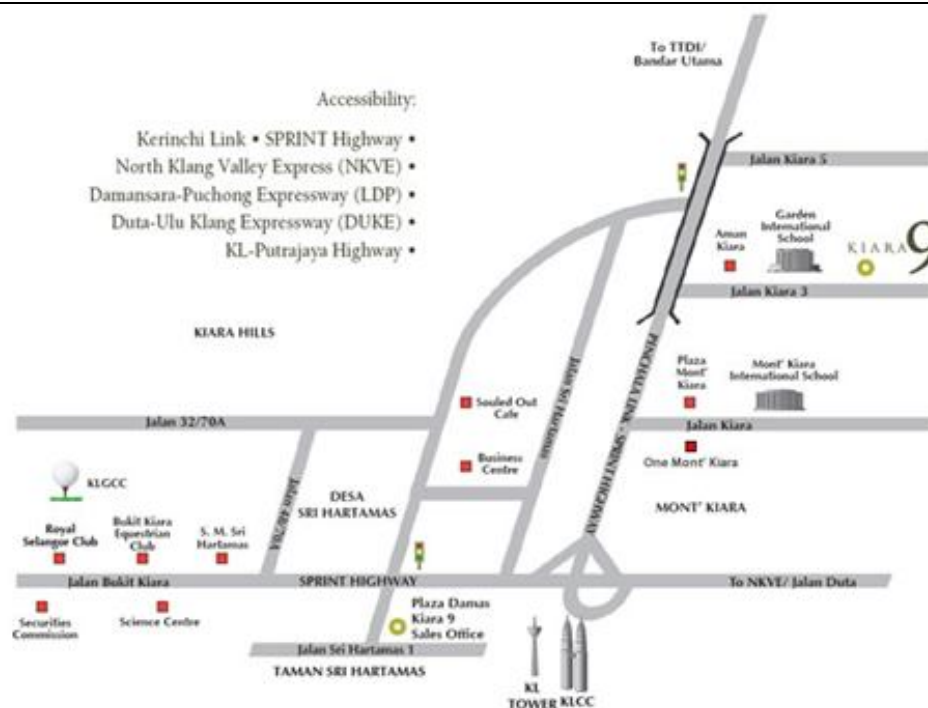 To TTDI/
Bandar Utama
Accessibility:
Kerinchi Link • SPRINT Highway •
North Klang Valley Express (NKVE) •
Damansara-Puchong Expressway (LDP) •
Duta-Ulu Klang Expressway (DUKE) •
KL-Putrajaya Highway •
Jalan Kiara 5
Garden
International
School
Aman
Kiara
KIARA 9
Jalan Kiara 3
KIARA HILLS
PENCHALA LINK - SPRINT HIGHWAY
Jalan Sri Hartamas
Plaza
Mont'
Kiara
Mont' Kiara
International School
Souled Out
Cafe
Jalan 32/70A
Jalan Kiara
Business
Centre
One Mont' Kiara
KLGCC
Jalan 48/70A
DESA
SRI HARTAMAS
MONT' KIARA
Royal
Selangor Club
Bukit Kiara
Equestrian
Club
S. M. Sri
Hartamas
Jalan Bukit Kiara
SPRINT HIGHWAY
To NKVE/ Jalan Duta
Securities
Commission
Science Centre
Plaza Damas
Kiara 9
Sales Office
Jalan Sri Hartamas 1
TAMAN SRI HARTAMAS
KL
TOWER
KLCC